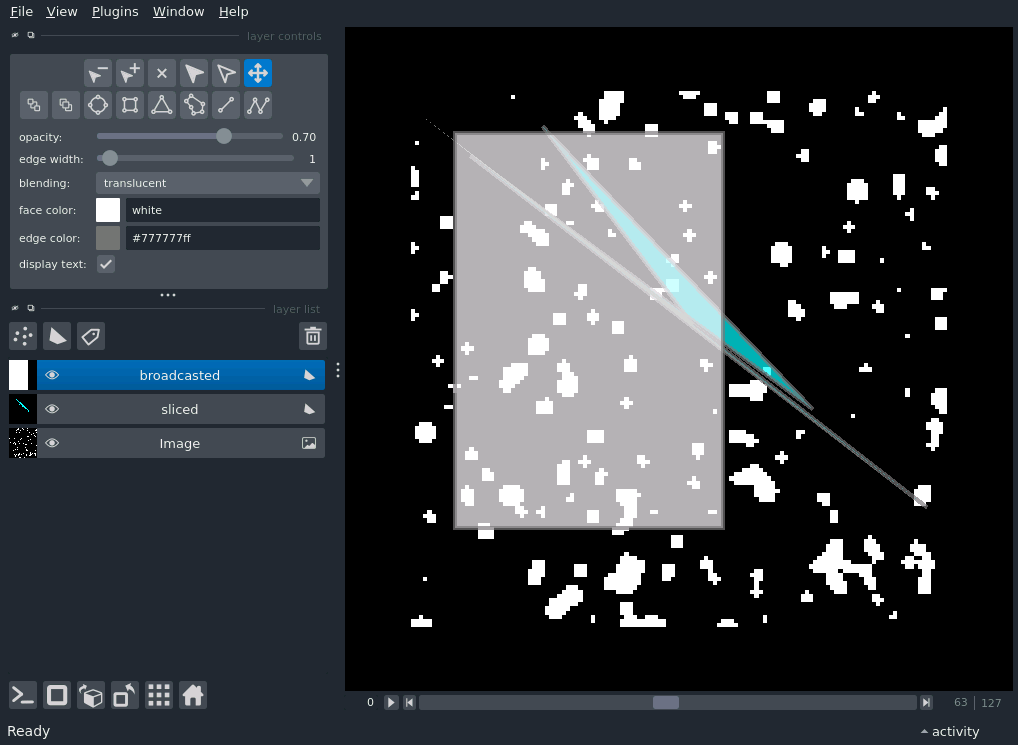 File View Plugins Window Help
layer controls
opacity: 0.70
edge width: 1
blending: translucent
face color: white
edge color: #777777ff
display text:
layer list
broadcasted
sliced
Image
0 63 127
Ready activity